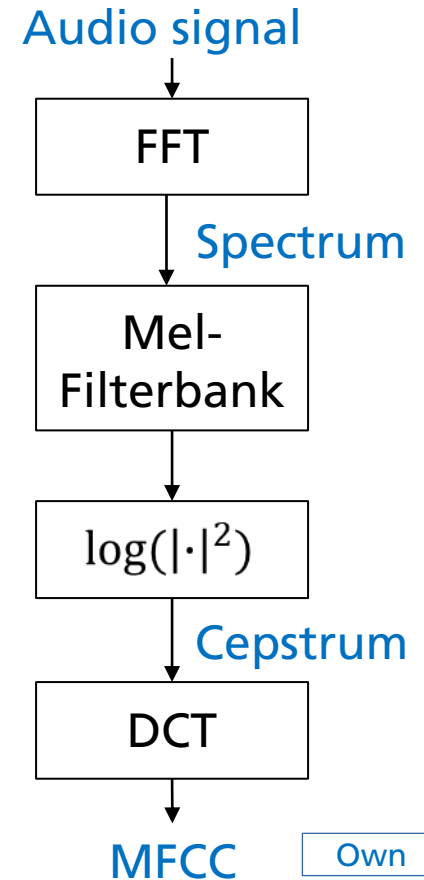 Audio signal
FFT
Spectrum
Mel-
Filterbank
log(|·|²)
Cepstrum
DCT
MFCC
Own